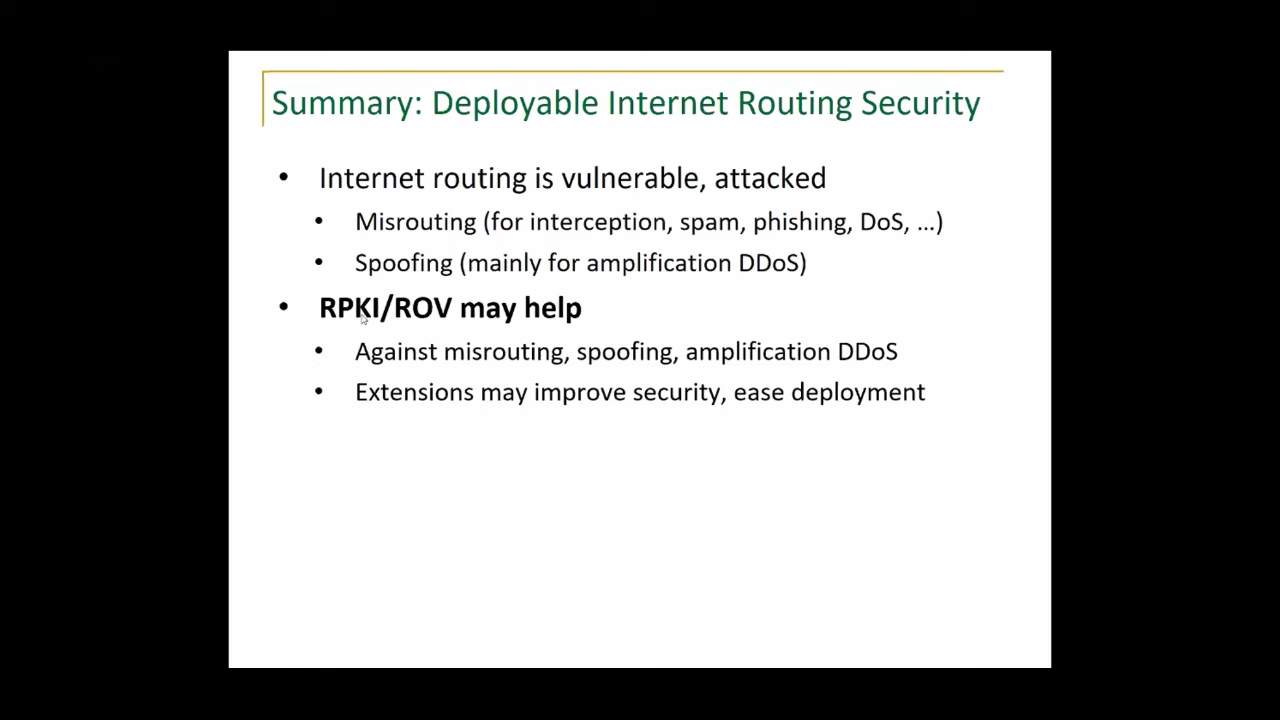 Summary: Deployable Internet Routing Security
• Internet routing is vulnerable, attacked
• Misrouting (for interception, spam, phishing, DoS, …)
• Spoofing (mainly for amplification DDoS)
• RPKI/ROV may help
• Against misrouting, spoofing, amplification DDoS
• Extensions may improve security, ease deployment